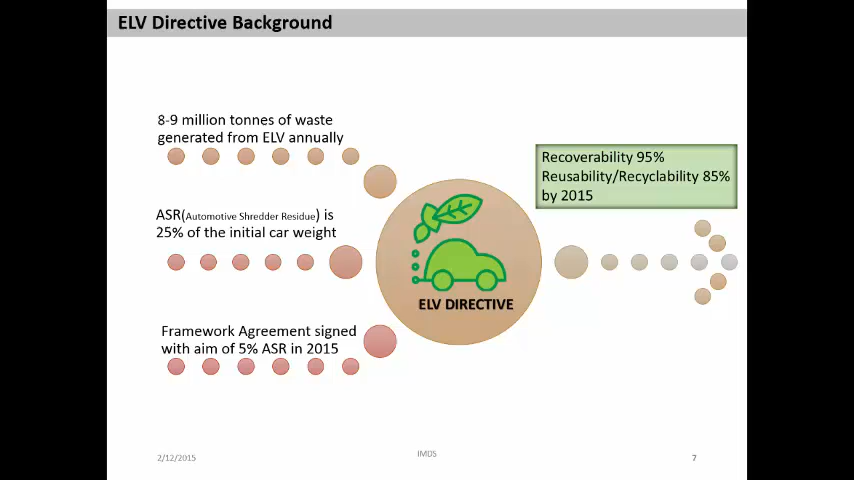 ELV Directive Background
8-9 million tonnes of waste
generated from ELV annually
ASR(Automotive Shredder Residue) is
25% of the initial car weight
Framework Agreement signed
with aim of 5% ASR in 2015
ELV DIRECTIVE
Recoverability 95%
Reusability/Recyclability 85%
by 2015
2/12/2015
IMDS
7